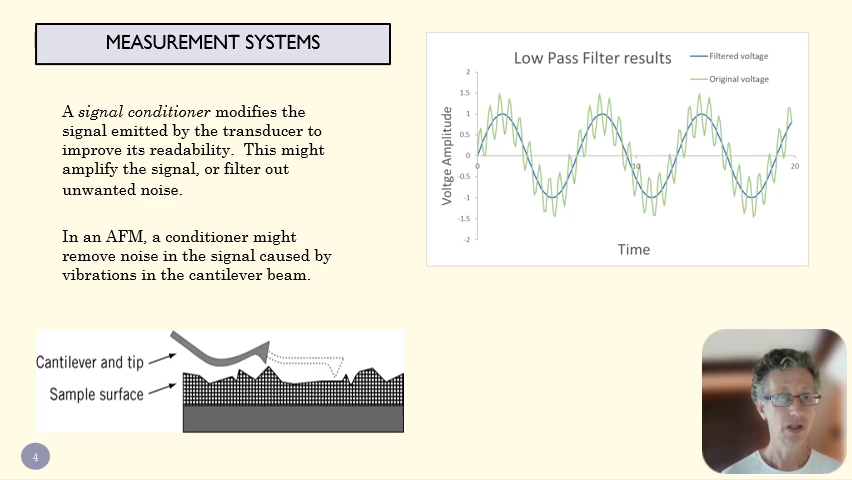 MEASUREMENT SYSTEMS
A signal conditioner modifies the
signal emitted by the transducer to
improve its readability. This might
amplify the signal, or filter out
unwanted noise.
In an AFM, a conditioner might
remove noise in the signal caused by
vibrations in the cantilever beam.
Low Pass Filter results
Filtered voltage
Original voltage
Voltge Amplitude
2
1.5
1
0.5
0
-0.5
-1
-1.5
-2
0
10
20
Time
Cantilever and tip
Sample surface
4